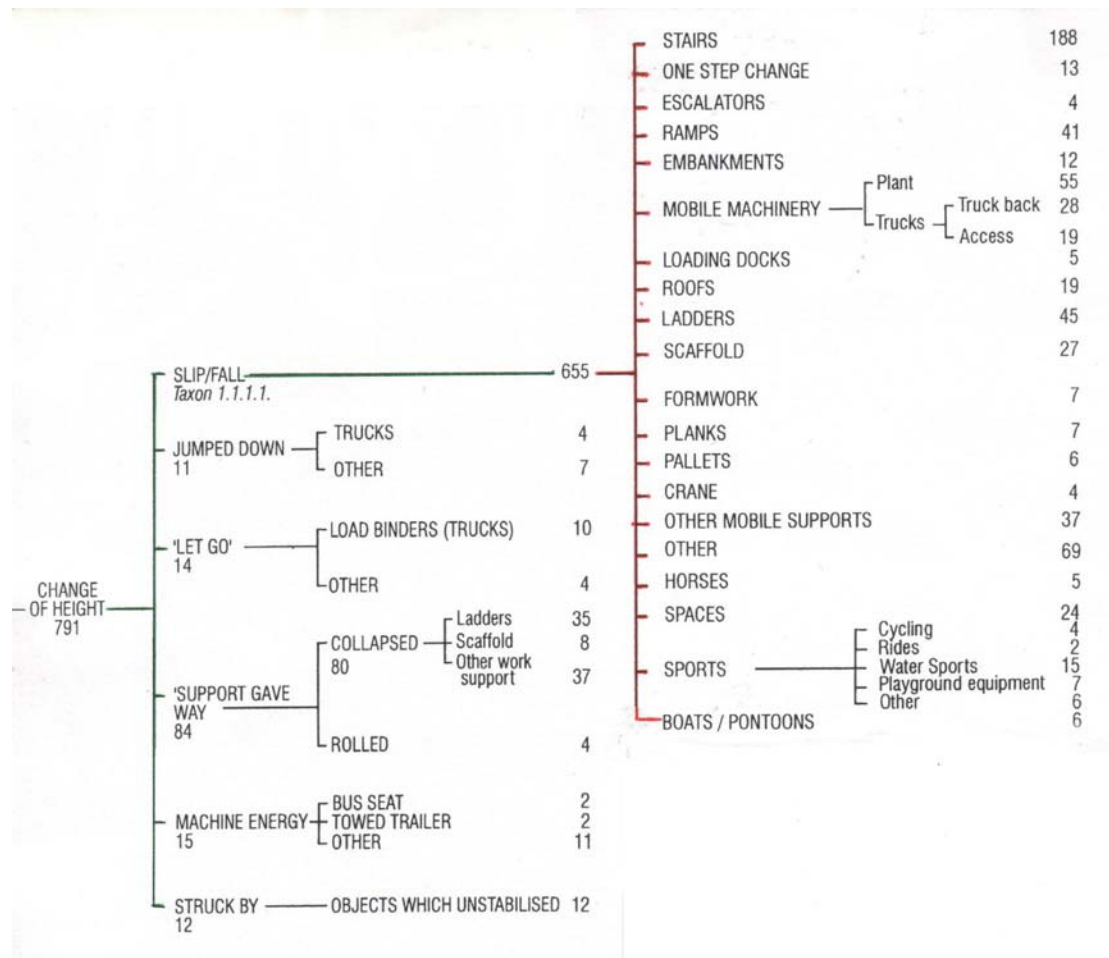 CHANGE
OF HEIGHT
791
SLIP/FALL 655
Taxon 1.1.1.1.
JUMPED DOWN
11
TRUCKS 4
OTHER 7
'LET GO'
14
LOAD BINDERS (TRUCKS) 10
OTHER 4
'SUPPORT GAVE
WAY
84
COLLAPSED
80
Ladders 35
Scaffold 8
Other work
support 37
ROLLED 4
MACHINE ENERGY
15
BUS SEAT 2
TOWED TRAILER 2
OTHER 11
STRUCK BY
12
OBJECTS WHICH UNSTABILISED 12
STAIRS 188
ONE STEP CHANGE 13
ESCALATORS 4
RAMPS 41
EMBANKMENTS 12
MOBILE MACHINERY
Plant 55
Trucks
Truck back 28
Access 19
LOADING DOCKS 5
ROOFS 19
LADDERS 45
SCAFFOLD 27
FORMWORK 7
PLANKS 7
PALLETS 6
CRANE 4
OTHER MOBILE SUPPORTS 37
OTHER 69
HORSES 5
SPACES 24
SPORTS
Cycling 4
Rides 2
Water Sports 15
Playground equipment 7
Other 6
BOATS / PONTOONS 6